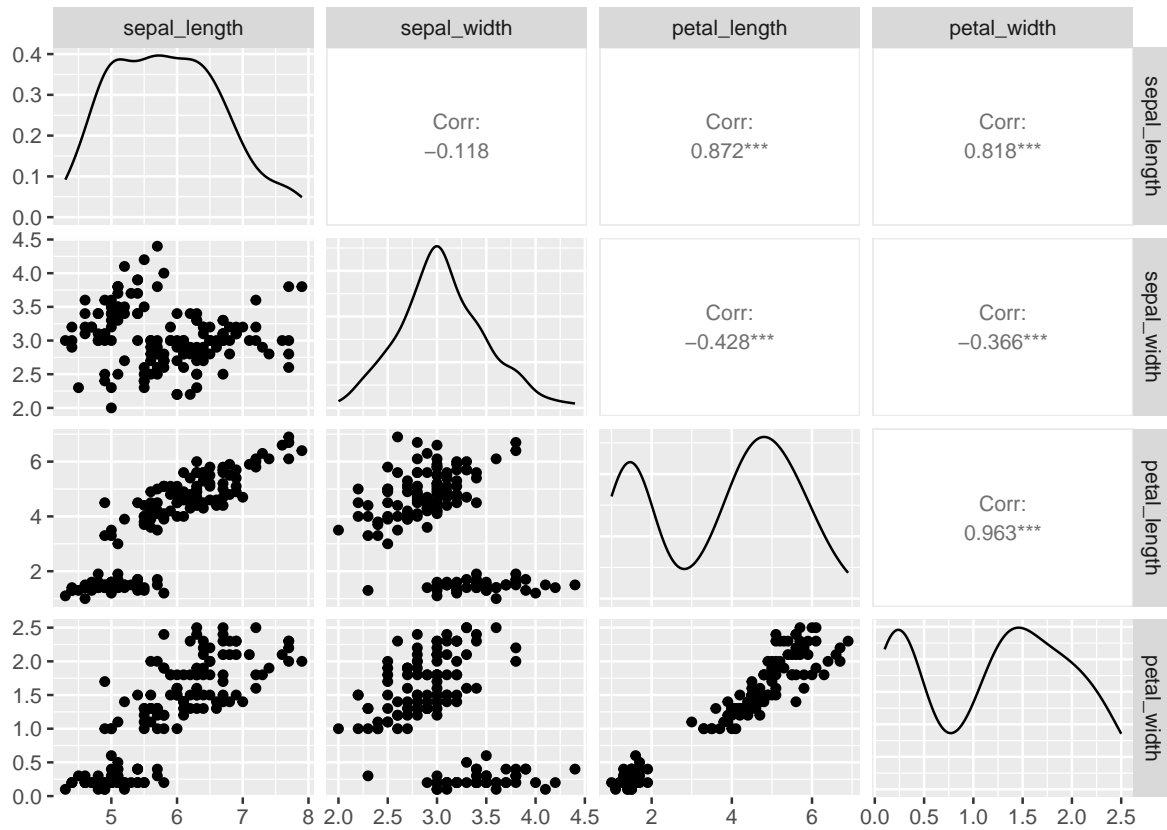 sepal_length
sepal_width
petal_length
petal_width
0.4
0.3
0.2
0.1
0.0
Corr:
−0.118
Corr:
0.872***
Corr:
0.818***
sepal_length
4.5
4.0
3.5
3.0
2.5
2.0
Corr:
−0.428***
Corr:
−0.366***
sepal_width
6
4
2
Corr:
0.963***
petal_length
2.5
2.0
1.5
1.0
0.5
0.0
petal_width
5 6 7 8
2.0 2.5 3.0 3.5 4.0 4.5
2 4 6
0.0 0.5 1.0 1.5 2.0 2.5